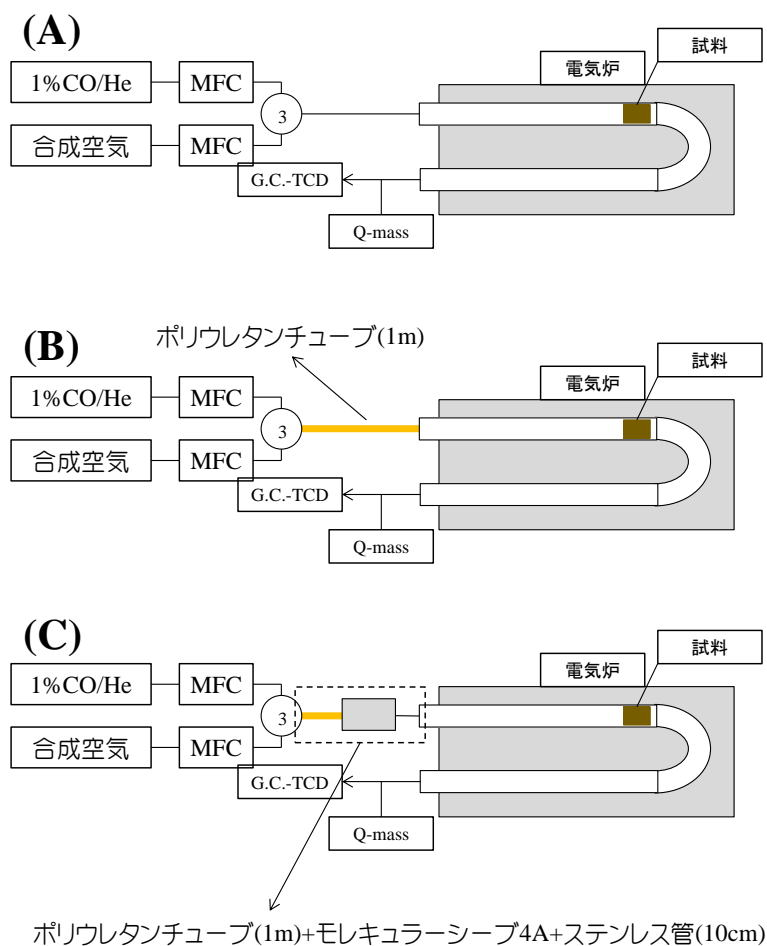 (A)
試料
電気炉
1%CO/He
MFC
3
合成空気
MFC
G.C.-TCD
Q-mass
ポリウレタンチューブ(1m)
(B)
試料
電気炉
1%CO/He
MFC
3
合成空気
MFC
G.C.-TCD
Q-mass
(C)
試料
電気炉
1%CO/He
MFC
3
合成空気
MFC
G.C.-TCD
Q-mass
ポリウレタンチューブ(1m)+モレキュラーシーブ4A+ステンレス管(10cm)